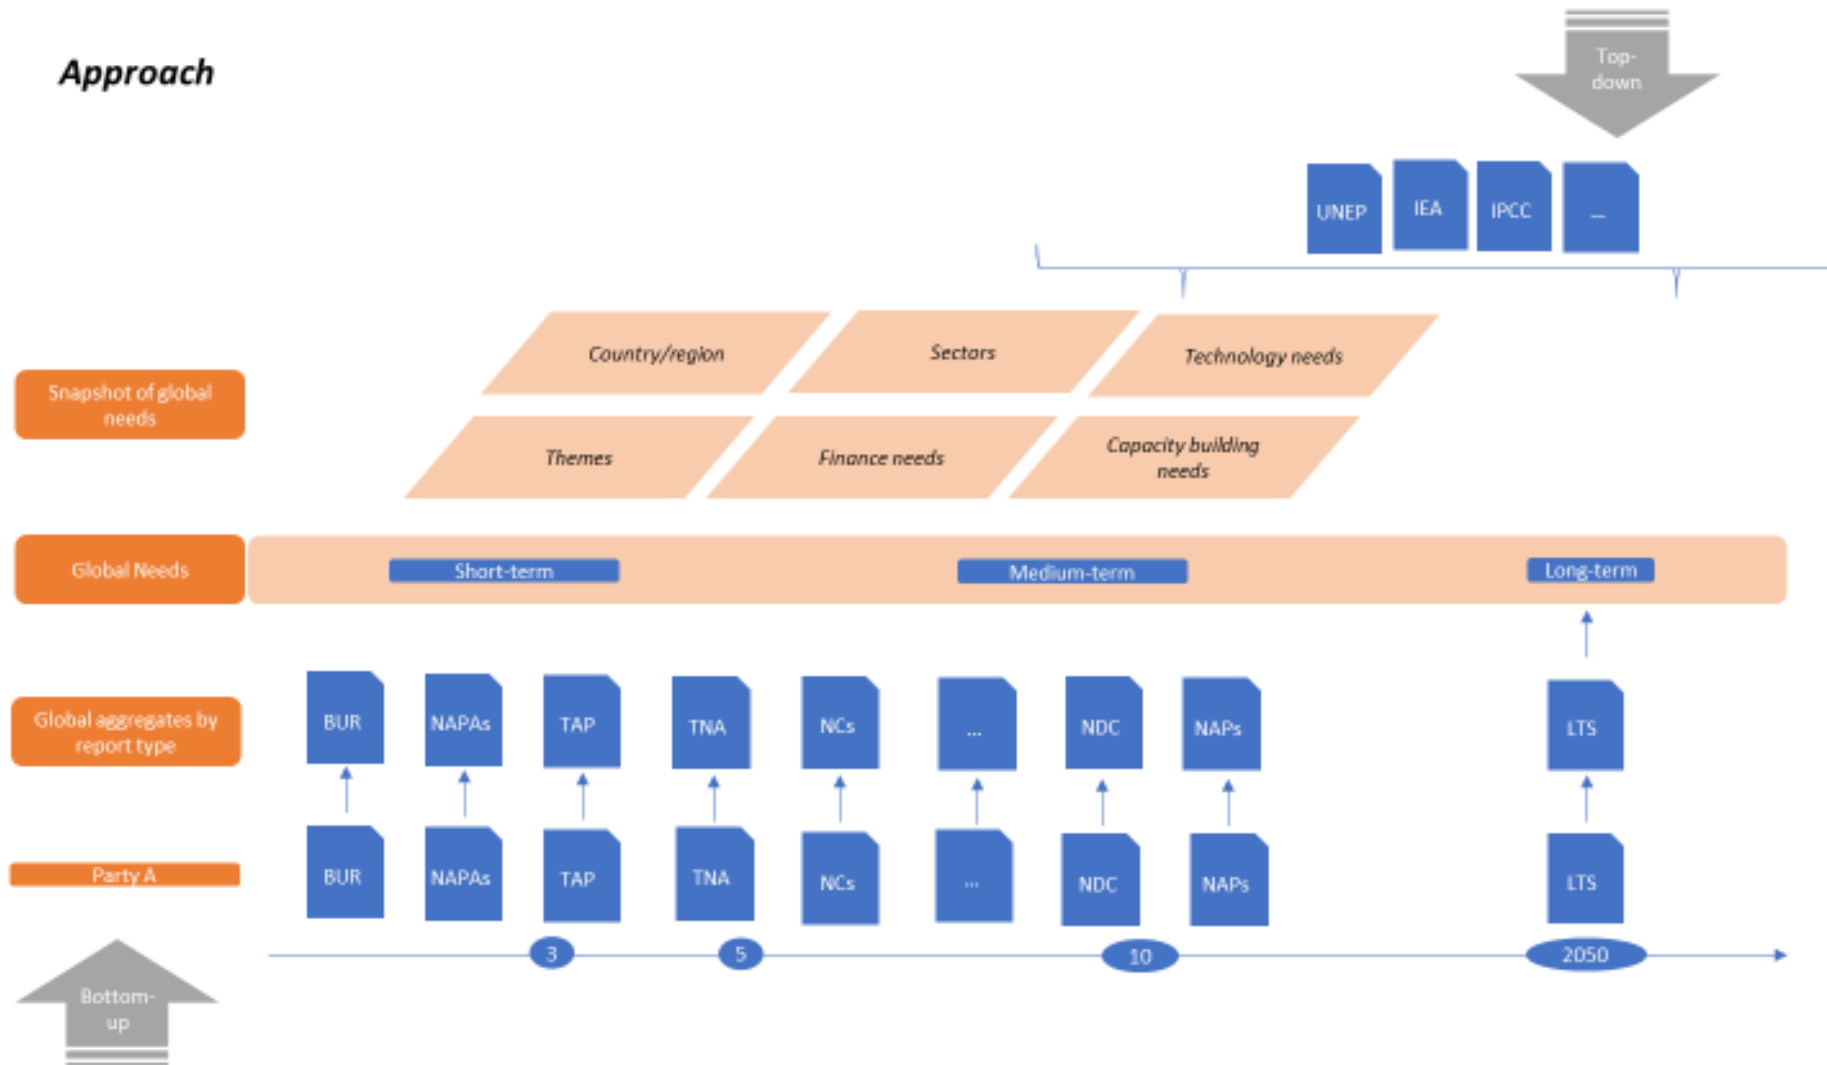 Approach
Top-
down
UNEP
IEA
IPCC
...
Country/region
Sectors
Technology needs
Snapshot of global
needs
Themes
Finance needs
Capacity building
needs
Global Needs
Short-term
Medium-term
Long-term
Global aggregates by
report type
BUR
NAPAs
TAP
TNA
NCs
...
NDC
NAPs
LTS
Party A
BUR
NAPAs
TAP
TNA
NCs
...
NDC
NAPs
LTS
3
5
10
2050
Bottom-
up